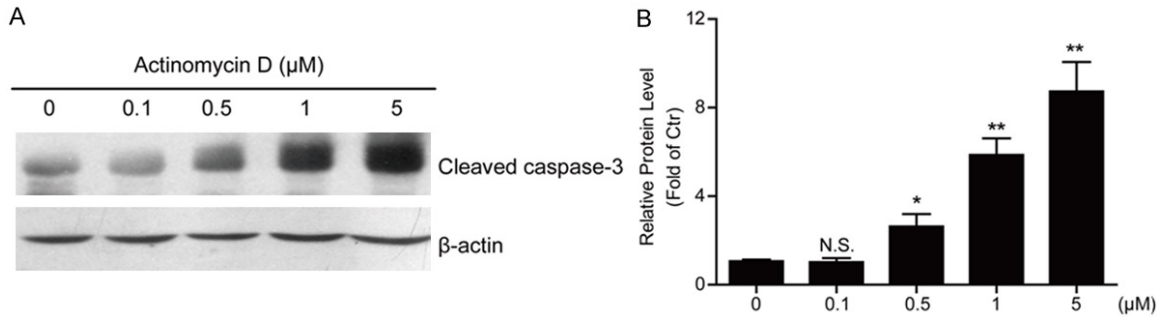 A
Actinomycin D (μM)
0 0.1 0.5 1 5
Cleaved caspase-3
β-actin
B
Relative Protein Level
(Fold of Ctr)
12
8
4
0
N.S.
*
**
**
0 0.1 0.5 1 5 (μM)